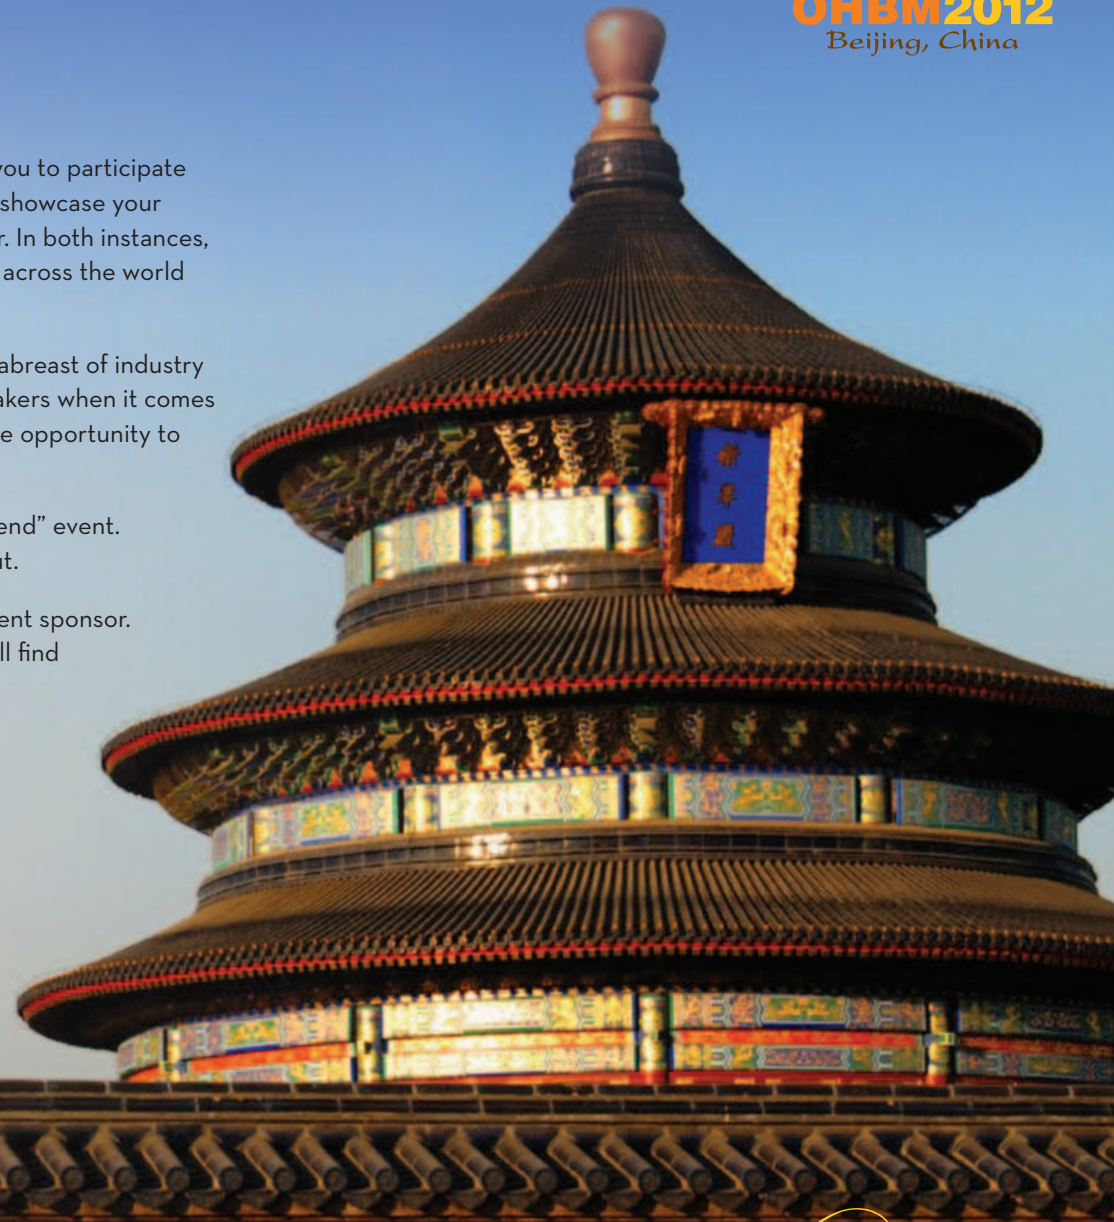 OHBM2012
Beijing, China
you to participate
showcase your
r. In both instances,
across the world
abreast of industry
akers when it comes
e opportunity to
end” event.
ut.
ent sponsor.
ll find